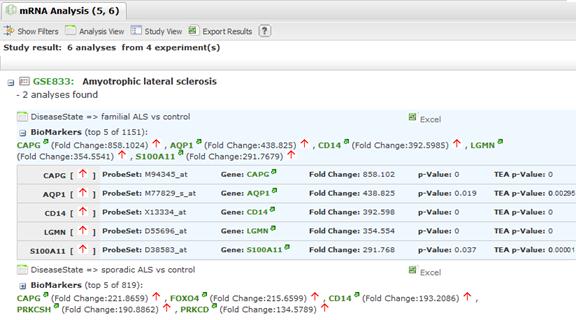 mRNA Analysis (5, 6)
Show Filters Analysis View Study View Export Results ?
Study result: 6 analyses from 4 experiment(s)
GSE833: Amyotrophic lateral sclerosis
- 2 analyses found
DiseaseState => familial ALS vs control Excel
BioMarkers (top 5 of 1151):
CAPG (Fold Change:858.1024) , AQP1 (Fold Change:438.825) , CD14 (Fold Change:392.5985) , LGMN
(Fold Change:354.5541) , S100A11 (Fold Change:291.7679)
CAPG [ ] ProbeSet: M94345_at Gene: CAPG Fold Change: 858.102 p-Value: 0 TEA p-Value: 0
AQP1 [ ] ProbeSet: M77829_s_at Gene: AQP1 Fold Change: 438.825 p-Value: 0.019 TEA p-Value: 0.00295
CD14 [ ] ProbeSet: X13334_at Gene: CD14 Fold Change: 392.598 p-Value: 0 TEA p-Value: 0
LGMN [ ] ProbeSet: D55696_at Gene: LGMN Fold Change: 354.554 p-Value: 0 TEA p-Value: 0
S100A11 [ ] ProbeSet: D38583_at Gene: S100A11 Fold Change: 291.768 p-Value: 0.037 TEA p-Value: 0.00001
DiseaseState => sporadic ALS vs control Excel
BioMarkers (top 5 of 819):
CAPG (Fold Change:221.8659) , FOXO4 (Fold Change:215.6599) , CD14 (Fold Change:193.2086) ,
PRKCSH (Fold Change:190.8862) , PRKCD (Fold Change:134.5789)